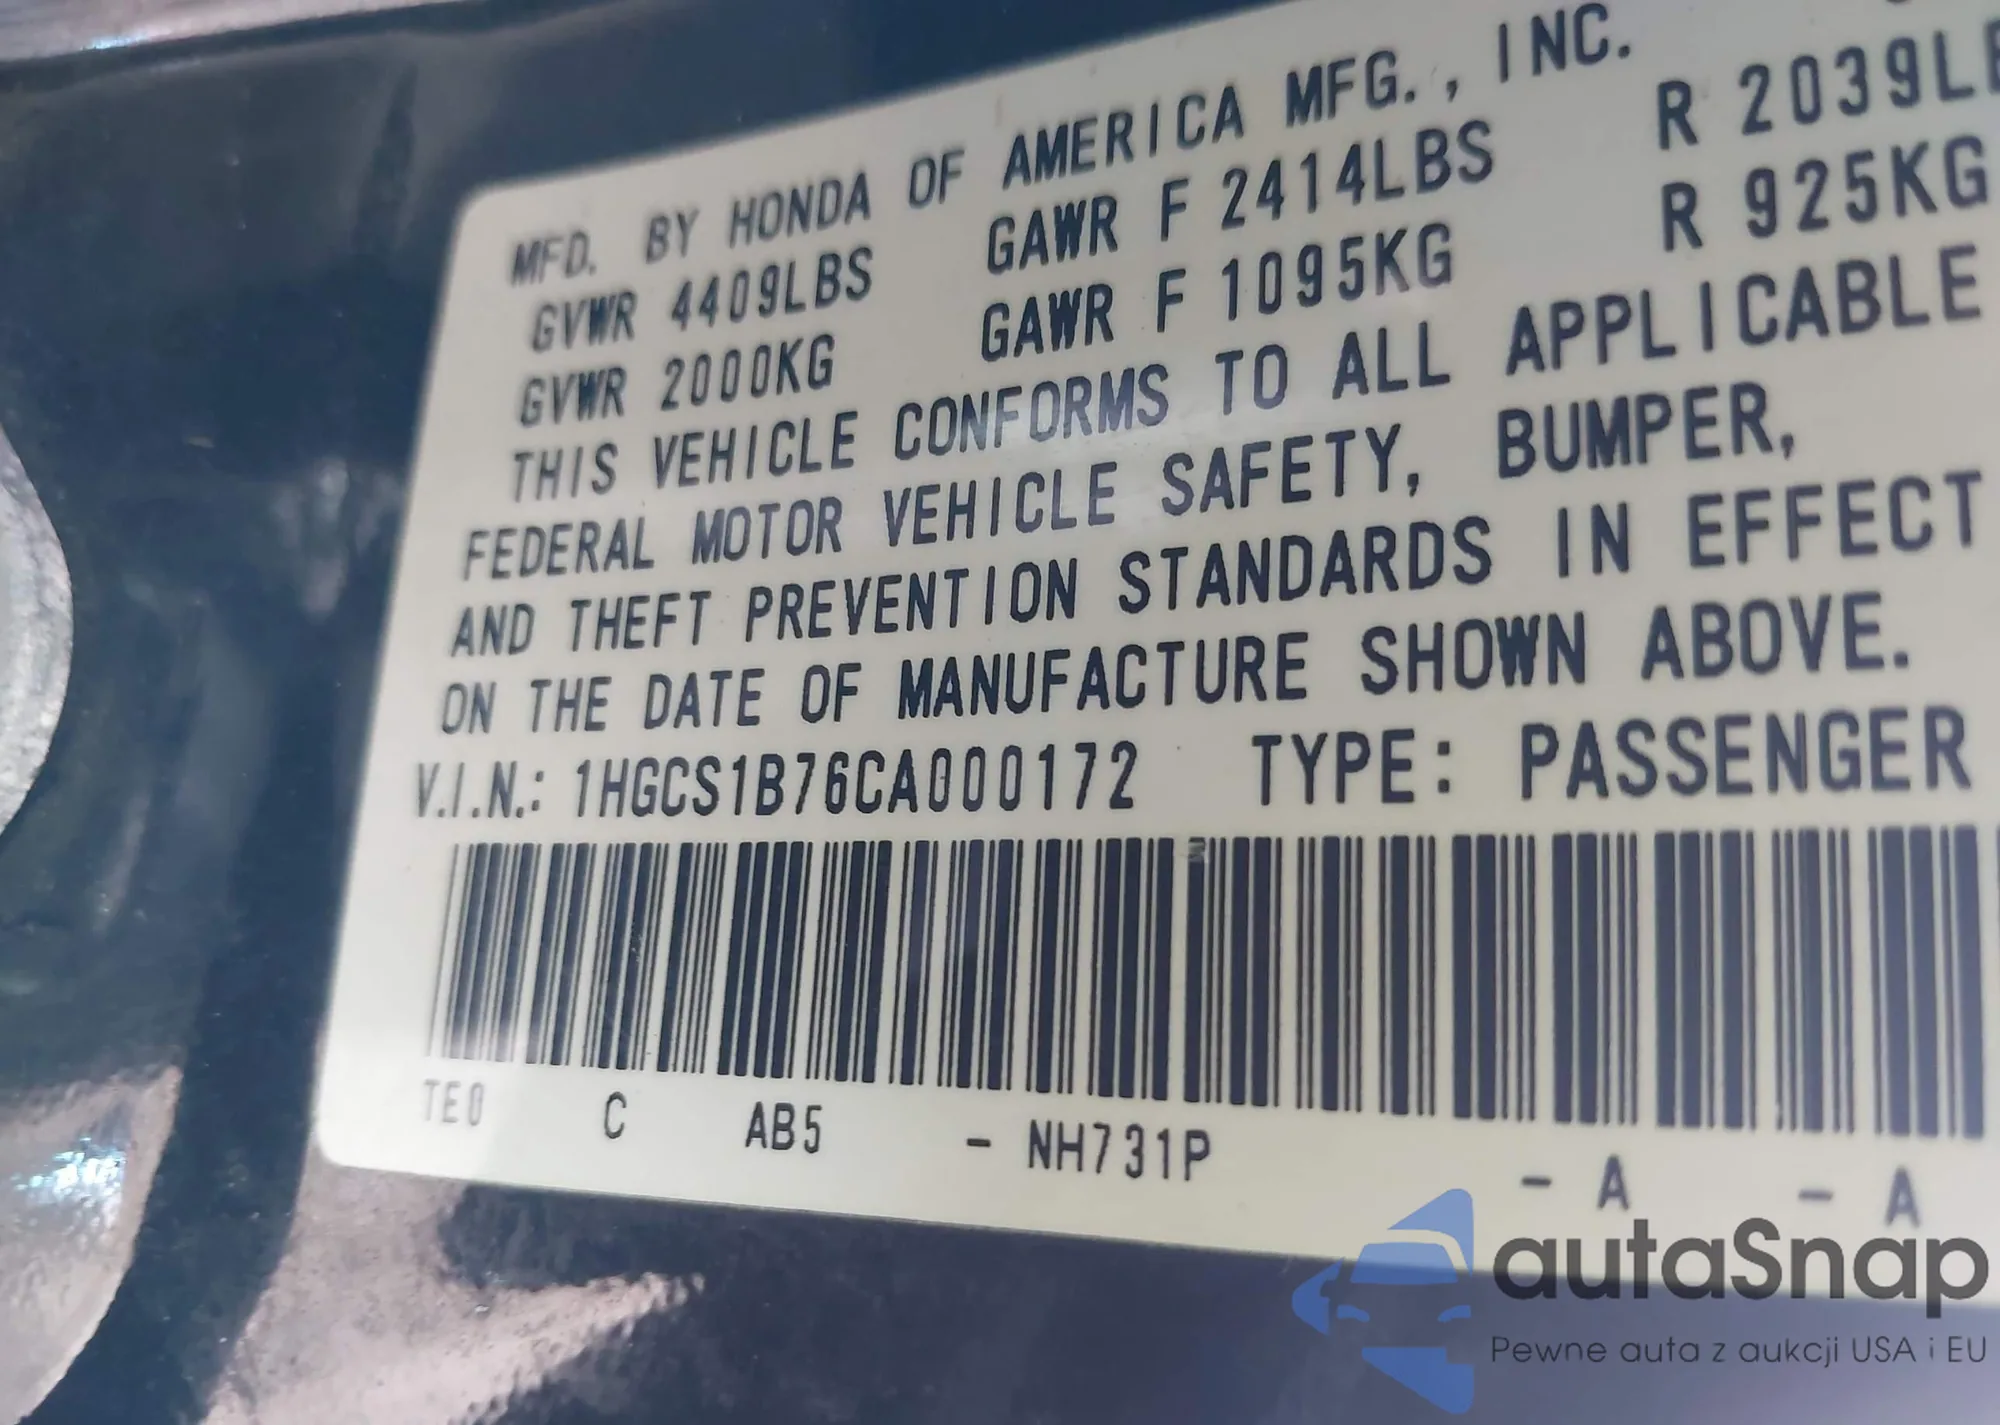 MFD. BY HONDA OF AMERICA MFG., INC.
GVWR 4409LBS GAWR F 2414LBS R 2039LB
GVWR 2000KG GAWR F 1095KG R 925KG
THIS VEHICLE CONFORMS TO ALL APPLICABLE
FEDERAL MOTOR VEHICLE SAFETY, BUMPER,
AND THEFT PREVENTION STANDARDS IN EFFECT
ON THE DATE OF MANUFACTURE SHOWN ABOVE.
V.I.N.: 1HGCS1B76CA000172 TYPE: PASSENGER
TE0 C AB5 - NH731P - A - A
autaSnap
Pewne auta z aukcji USA i EU